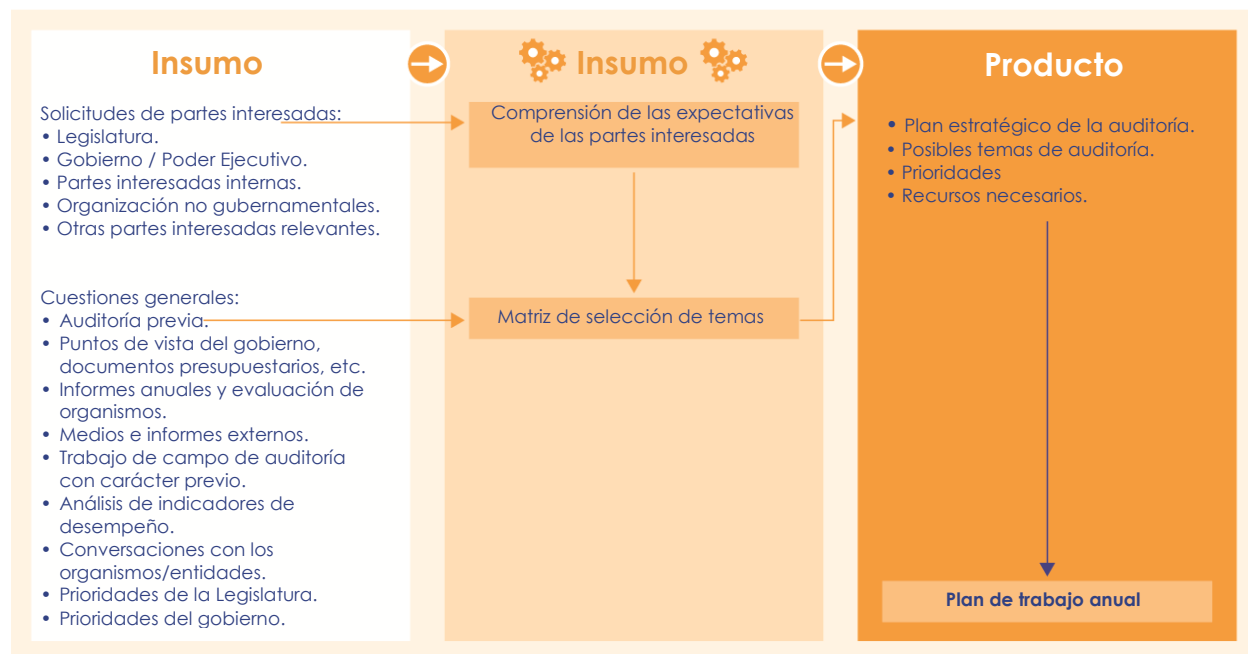 Insumo
Solicitudes de partes interesadas:
• Legislatura.
• Gobierno / Poder Ejecutivo.
• Partes interesadas internas.
• Organización no gubernamentales.
• Otras partes interesadas relevantes.
Cuestiones generales:
• Auditoría previa.
• Puntos de vista del gobierno,
documentos presupuestarios, etc.
• Informes anuales y evaluación de
organismos.
• Medios e informes externos.
• Trabajo de campo de auditoría
con carácter previo.
• Análisis de indicadores de
desempeño.
• Conversaciones con los
organismos/entidades.
• Prioridades de la Legislatura.
• Prioridades del gobierno.
Insumo
Comprensión de las expectativas
de las partes interesadas
Matriz de selección de temas
Producto
• Plan estratégico de la auditoría.
• Posibles temas de auditoría.
• Prioridades
• Recursos necesarios.
Plan de trabajo anual